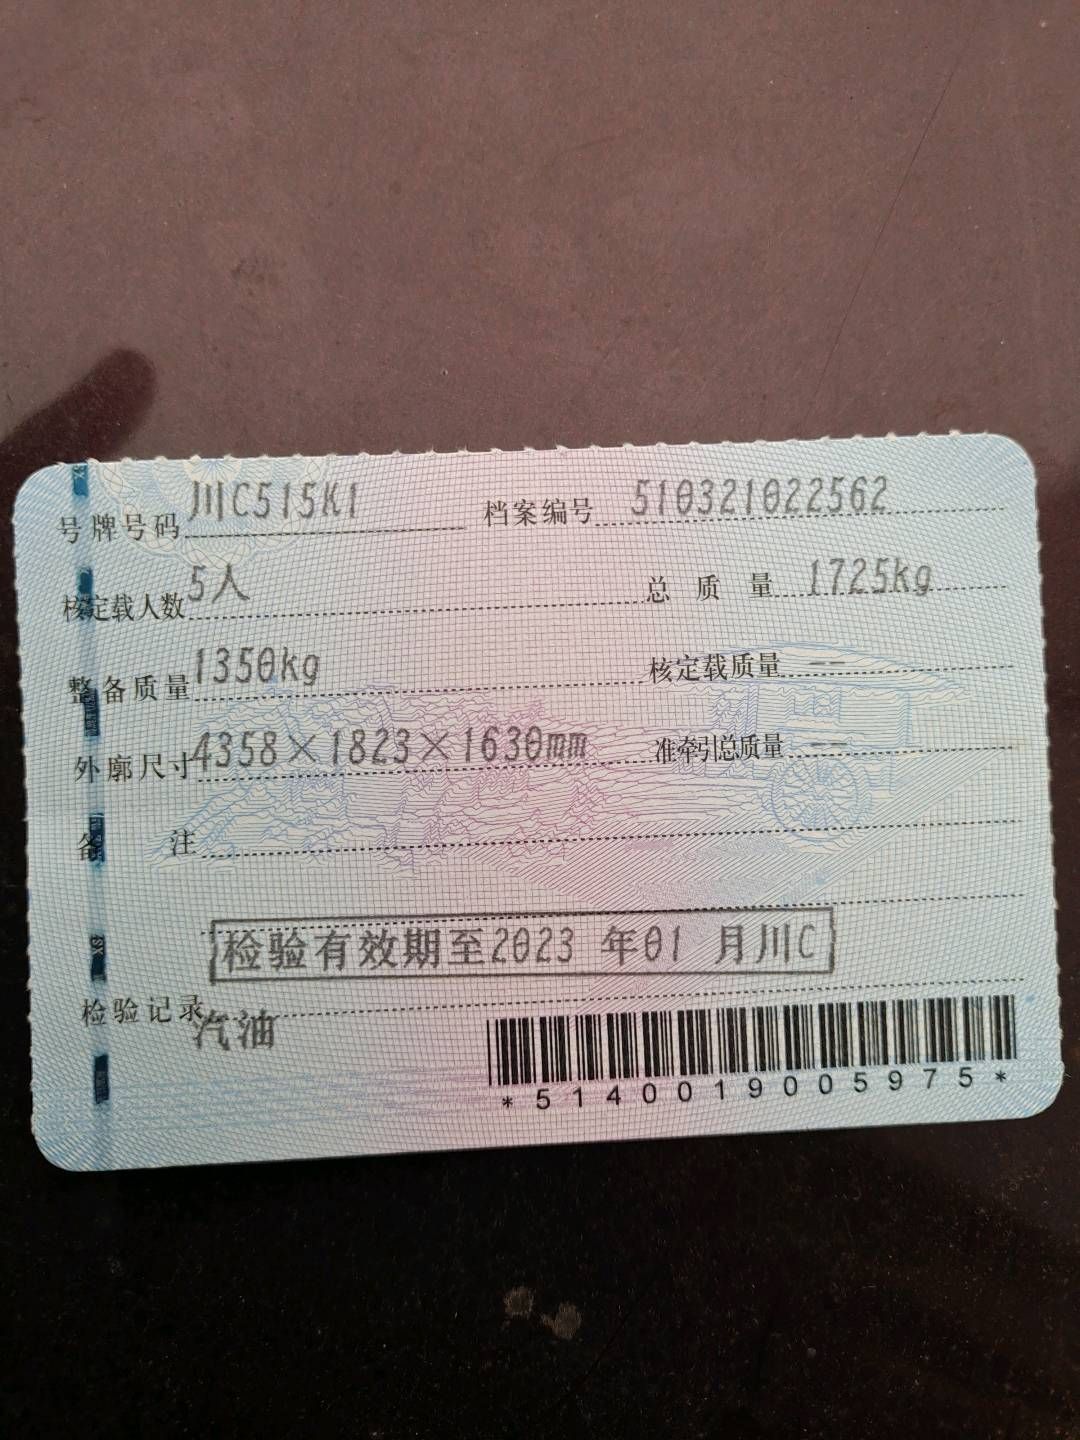 号牌号码 川C515K1 档案编号 510321022562
核定载人数 5人 总质量 1725kg
整备质量 1350kg 核定载质量 --
外廓尺寸 4358×1823×1630mm 准牵引总质量 --
备注
检验有效期至2023 年01 月川C
检验记录
汽油
*5140019005975*